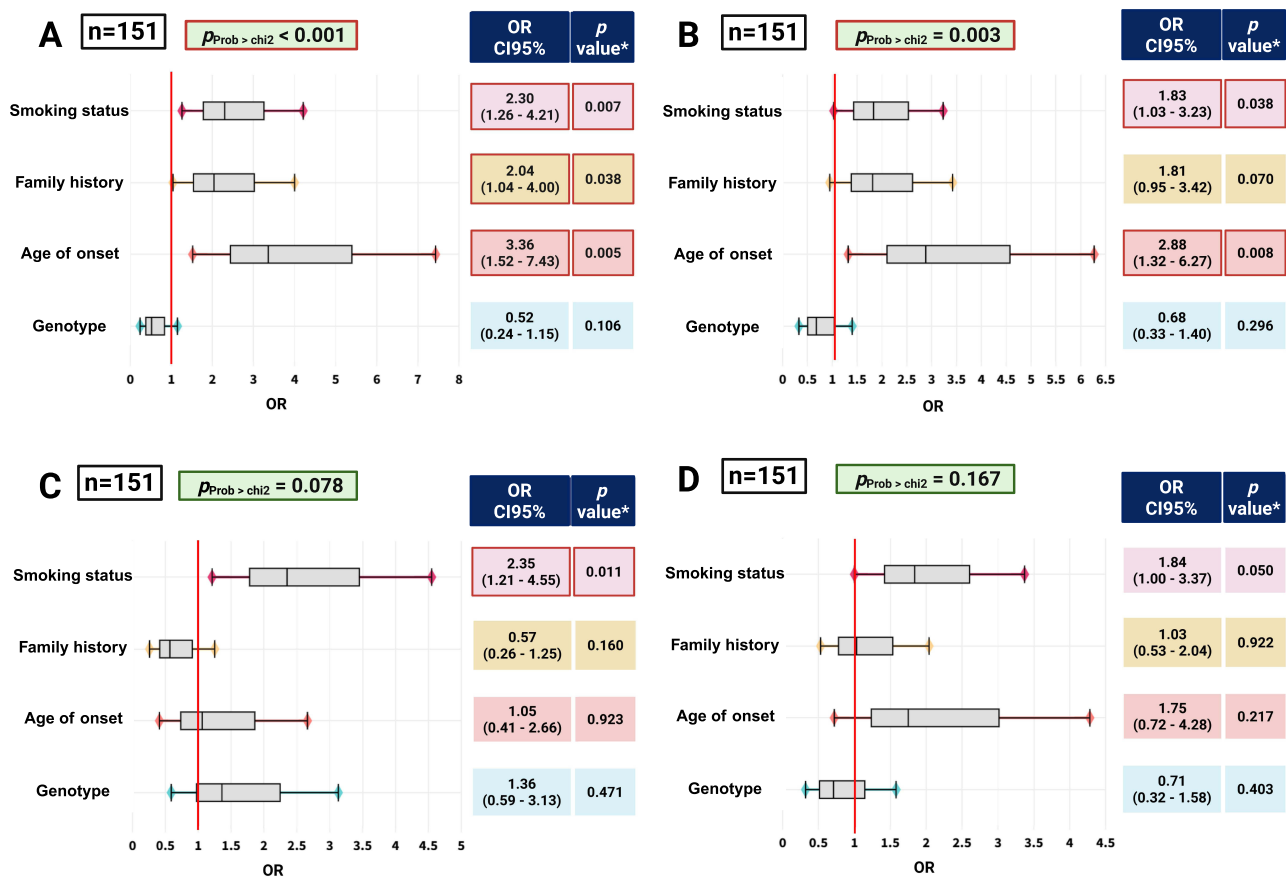 A
n=151
pProb > chi2 < 0.001
OR
CI95%
p
value*
Smoking status
2.30
(1.26 - 4.21)
0.007
Family history
2.04
(1.04 - 4.00)
0.038
Age of onset
3.36
(1.52 - 7.43)
0.005
Genotype
0.52
(0.24 - 1.15)
0.106
0 1 2 3 4 5 6 7 8
OR
B
n=151
pProb > chi2 = 0.003
OR
CI95%
p
value*
Smoking status
1.83
(1.03 - 3.23)
0.038
Family history
1.81
(0.95 - 3.42)
0.070
Age of onset
2.88
(1.32 - 6.27)
0.008
Genotype
0.68
(0.33 - 1.40)
0.296
0 0.5 1 1.5 2 2.5 3 3.5 4 4.5 5 5.5 6 6.5
OR
C
n=151
pProb > chi2 = 0.078
OR
CI95%
p
value*
Smoking status
2.35
(1.21 - 4.55)
0.011
Family history
0.57
(0.26 - 1.25)
0.160
Age of onset
1.05
(0.41 - 2.66)
0.923
Genotype
1.36
(0.59 - 3.13)
0.471
0 0.5 1 1.5 2 2.5 3 3.5 4 4.5 5
OR
D
n=151
pProb > chi2 = 0.167
OR
CI95%
p
value*
Smoking status
1.84
(1.00 - 3.37)
0.050
Family history
1.03
(0.53 - 2.04)
0.922
Age of onset
1.75
(0.72 - 4.28)
0.217
Genotype
0.71
(0.32 - 1.58)
0.403
0 0.5 1 1.5 2 2.5 3 3.5 4 4.5
OR